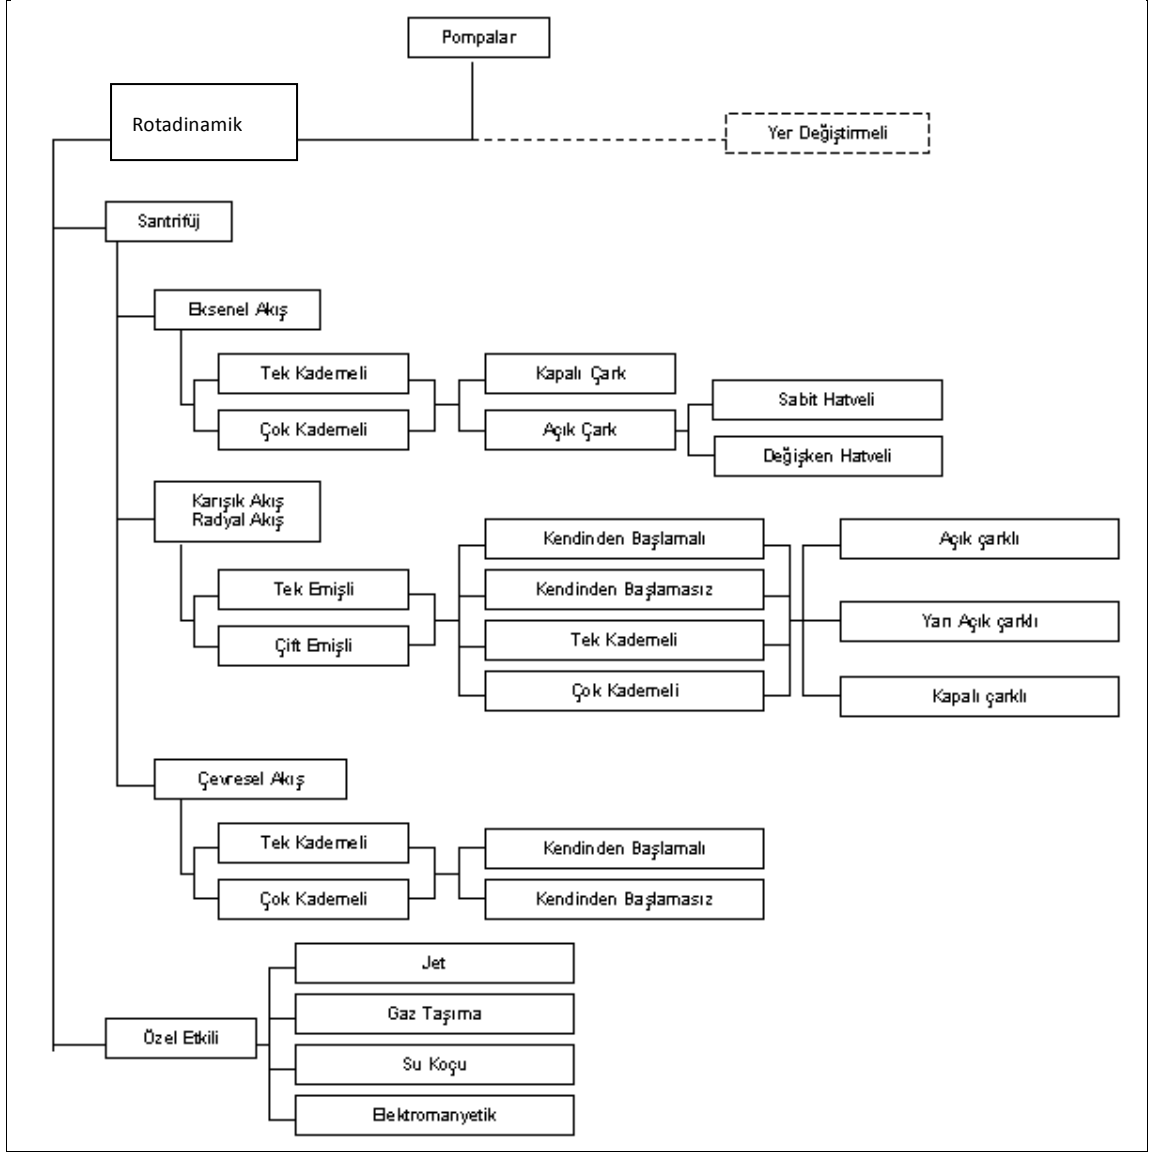 Pompalar
Rotadinamik
Yer Değiştirmeli
Santrifüj
Eksenel Akış
Tek Kademeli
Kapalı Çark
Sabit Hatveli
Çok Kademeli
Açık Çark
Değişken Hatveli
Karışık Akış
Radyal Akış
Kendinden Başlamalı
Açık çarklı
Tek Emişli
Kendinden Başlamasız
Yarı Açık çarklı
Çift Emişli
Tek Kademeli
Çok Kademeli
Kapalı çarklı
Çevresel Akış
Tek Kademeli
Kendinden Başlamalı
Çok Kademeli
Kendinden Başlamasız
Jet
Gaz Taşıma
Özel Etkili
Su Koçu
Elektromanyetik